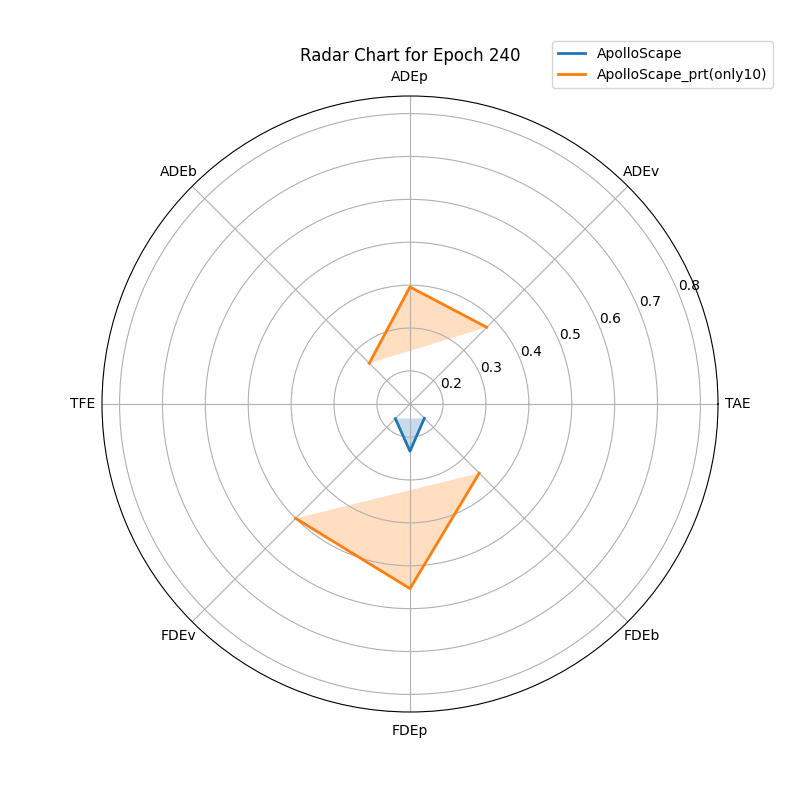 Radar Chart for Epoch 240
ApolloScape
ApolloScape_prt(only10)
ADEp
ADEb
ADEv
0.8
0.7
0.6
0.5
0.4
0.3
0.2
TFE
TAE
FDEv
FDEb
FDEp